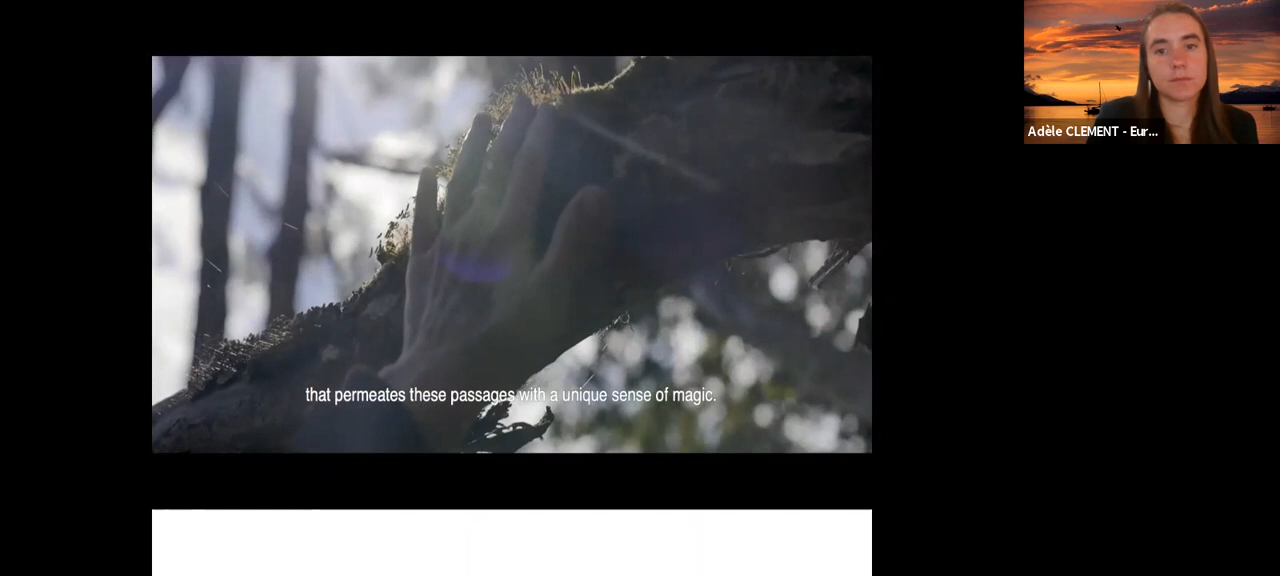 Adèle CLEMENT - Eur...
that permeates these passages with a unique sense of magic.